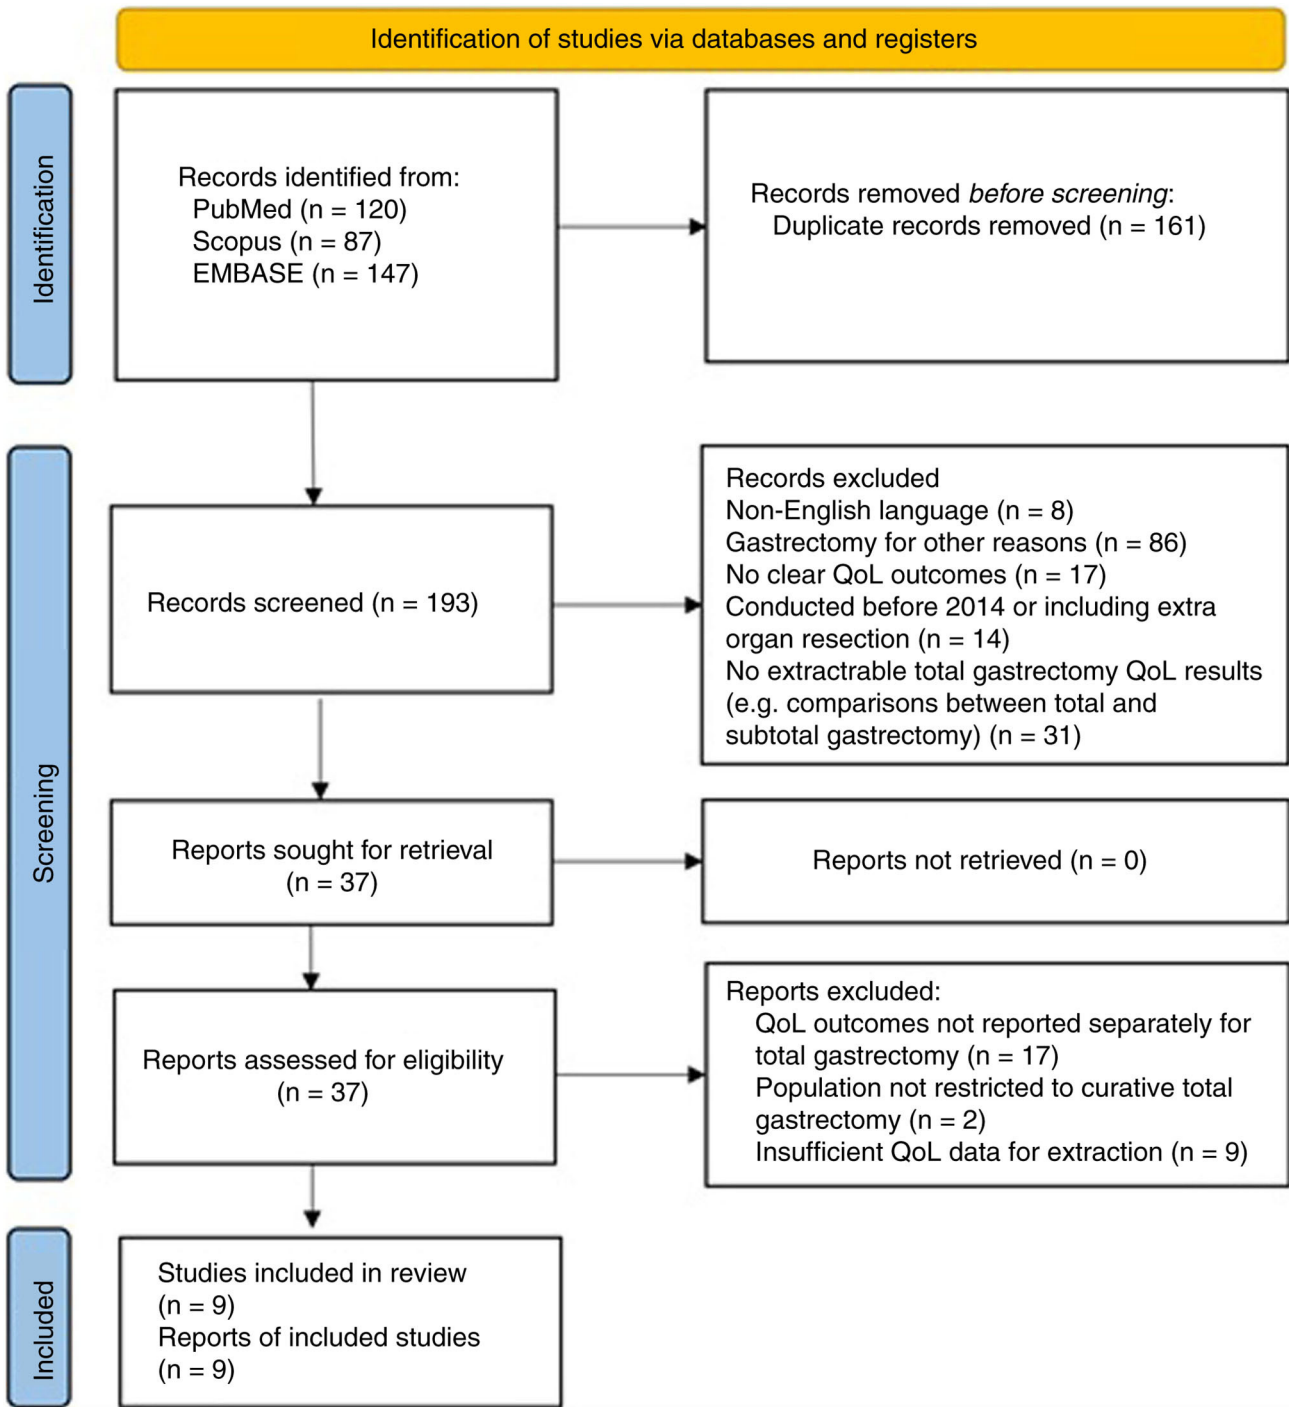 Identification of studies via databases and registers
Identification
Records identified from:
PubMed (n = 120)
Scopus (n = 87)
EMBASE (n = 147)
Records removed before screening:
Duplicate records removed (n = 161)
Screening
Records screened (n = 193)
Records excluded
Non-English language (n = 8)
Gastrectomy for other reasons (n = 86)
No clear QoL outcomes (n = 17)
Conducted before 2014 or including extra
organ resection (n = 14)
No extractrable total gastrectomy QoL results
(e.g. comparisons between total and
subtotal gastrectomy) (n = 31)
Reports sought for retrieval
(n = 37)
Reports not retrieved (n = 0)
Reports assessed for eligibility
(n = 37)
Reports excluded:
QoL outcomes not reported separately for
total gastrectomy (n = 17)
Population not restricted to curative total
gastrectomy (n = 2)
Insufficient QoL data for extraction (n = 9)
Included
Studies included in review
(n = 9)
Reports of included studies
(n = 9)